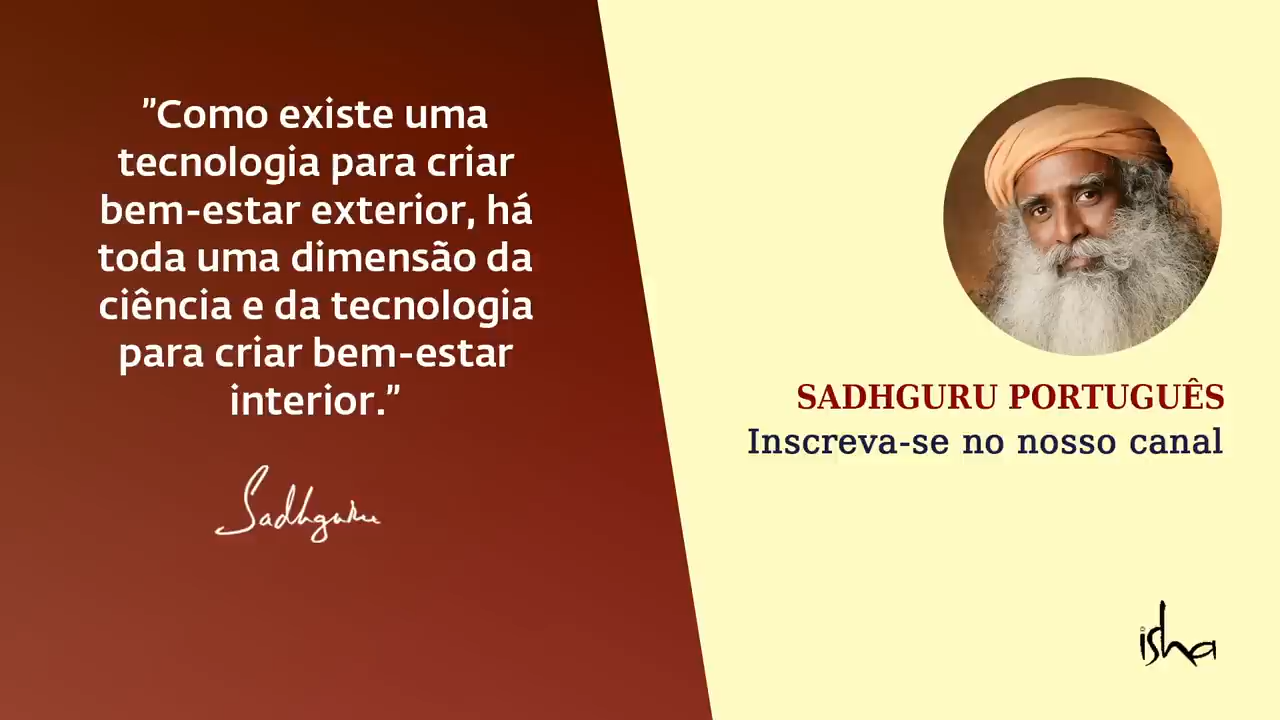 "Como existe uma
tecnologia para criar
bem-estar exterior, há
toda uma dimensão da
ciência e da tecnologia
para criar bem-estar
interior."
Sadhguru
SADHGURU PORTUGUÊS
Inscreva-se no nosso canal
isha